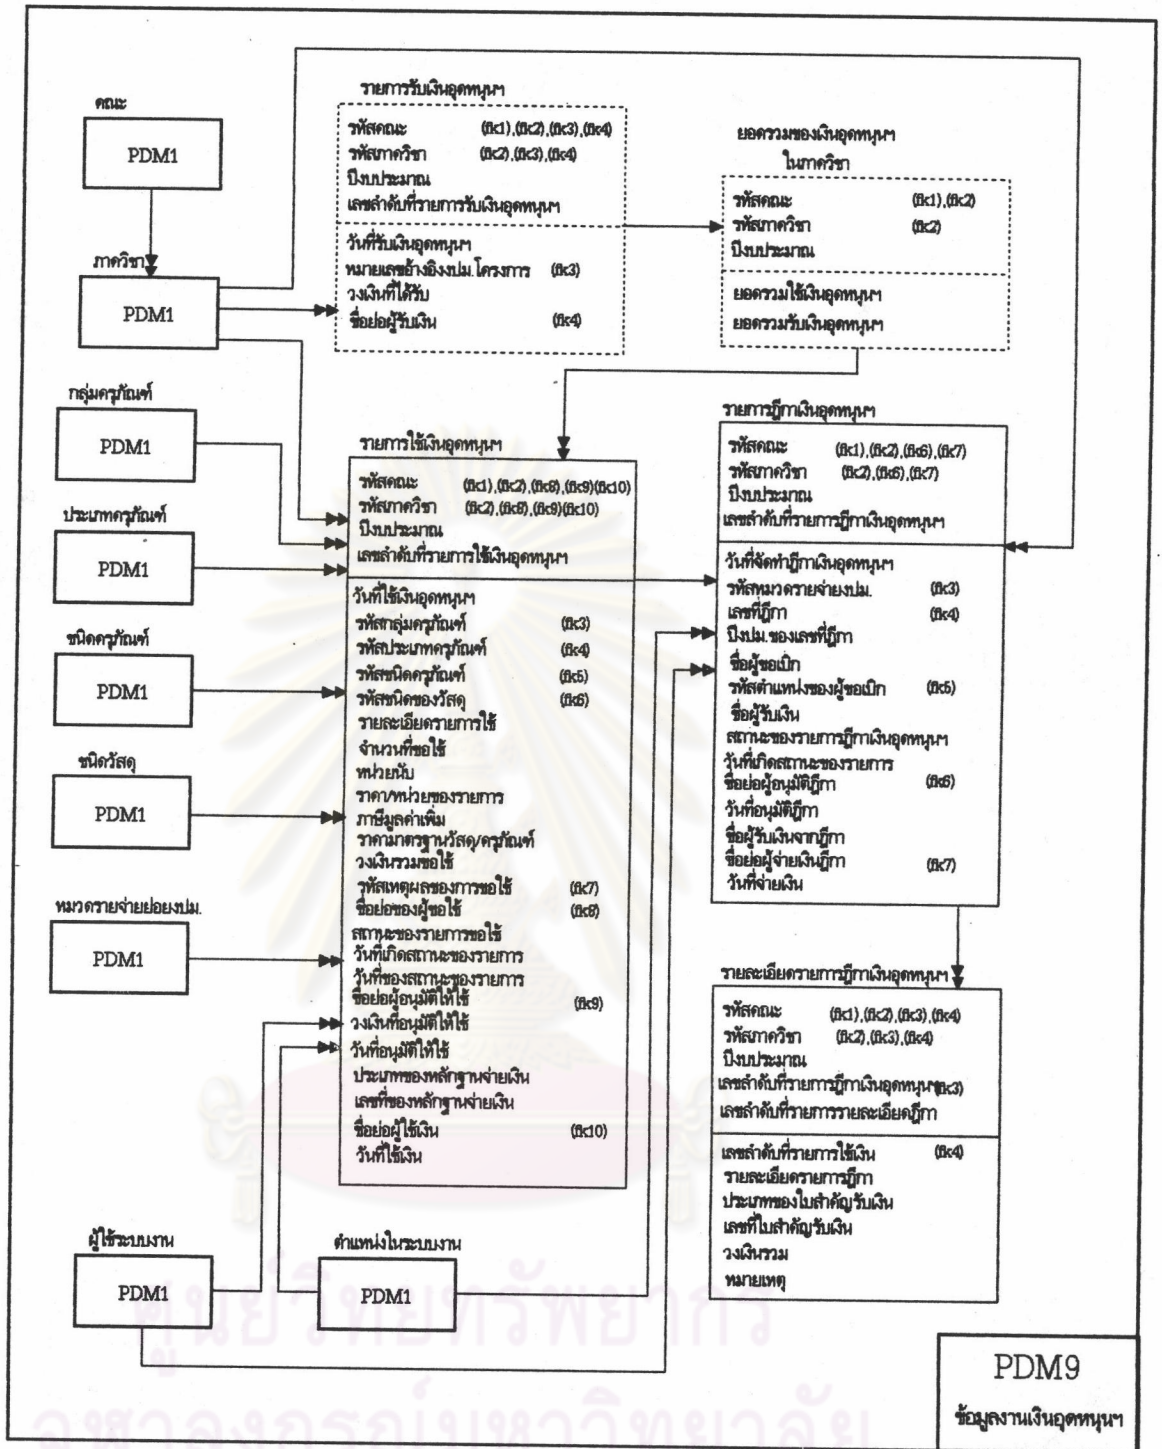 คณะ
PDM1
ภาควิชา
PDM1
กลุ่มครุภัณฑ์
PDM1
ประเภทครุภัณฑ์
PDM1
ชนิดครุภัณฑ์
PDM1
ชนิดวัสดุ
PDM1
หมวดรายจ่ายย่อยงปม.
PDM1
ผู้ใช้ระบบงาน
PDM1
ตำแหน่งในระบบงาน
PDM1
รายการรับเงินอุดหนุนฯ
รหัสคณะ (fk1),(fk2),(fk3),(fk4)
รหัสภาควิชา (fk2),(fk3),(fk4)
ปีงบประมาณ
เลขลำดับที่รายการรับเงินอุดหนุนฯ
วันที่รับเงินอุดหนุนฯ
หมายเลขอ้างอิงงปม.โครงการ (fk3)
วงเงินที่ได้รับ
ชื่อย่อผู้รับเงิน (fk4)
ยอดรวมของเงินอุดหนุนฯ
ในภาควิชา
รหัสคณะ (fk1),(fk2)
รหัสภาควิชา (fk2)
ปีงบประมาณ
ยอดรวมใช้เงินอุดหนุนฯ
ยอดรวมรับเงินอุดหนุนฯ
รายการใช้เงินอุดหนุนฯ
รหัสคณะ (fk1),(fk2),(fk8),(fk9)(fk10)
รหัสภาควิชา (fk2),(fk8),(fk9)(fk10)
ปีงบประมาณ
เลขลำดับที่รายการใช้เงินอุดหนุนฯ
วันที่ใช้เงินอุดหนุนฯ
รหัสกลุ่มครุภัณฑ์ (fk3)
รหัสประเภทครุภัณฑ์ (fk4)
รหัสชนิดครุภัณฑ์ (fk5)
รหัสชนิดของวัสดุ (fk6)
รายละเอียดรายการใช้
จำนวนที่ขอใช้
หน่วยนับ
ราคา/หน่วยของรายการ
ภาษีมูลค่าเพิ่ม
ราคามาตรฐานวัสดุ/ครุภัณฑ์
วงเงินรวมขอใช้
รหัสเหตุผลของการขอใช้ (fk7)
ชื่อย่อของผู้ขอใช้ (fk8)
สถานะของรายการขอใช้
วันที่เกิดสถานะของรายการ
วันที่ของสถานะของรายการ
ชื่อย่อผู้อนุมัติให้ใช้ (fk9)
วงเงินที่อนุมัติให้ใช้
วันที่อนุมัติให้ใช้
ประเภทของหลักฐานจ่ายเงิน
เลขที่ของหลักฐานจ่ายเงิน
ชื่อย่อผู้ใช้เงิน (fk10)
วันที่ใช้เงิน
รายการฎีกาเงินอุดหนุนฯ
รหัสคณะ (fk1),(fk2),(fk6),(fk7)
รหัสภาควิชา (fk2),(fk6),(fk7)
ปีงบประมาณ
เลขลำดับที่รายการฎีกาเงินอุดหนุนฯ
วันที่จัดทำฎีกาเงินอุดหนุนฯ
รหัสหมวดรายจ่ายงปม. (fk3)
เลขที่ฎีกา (fk4)
ปีงปม.ของเลขที่ฎีกา
ชื่อผู้ขอเบิก
รหัสตำแหน่งของผู้ขอเบิก (fk5)
ชื่อผู้รับเงิน
สถานะของรายการฎีกาเงินอุดหนุนฯ
วันที่เกิดสถานะของรายการ
ชื่อย่อผู้อนุมัติฎีกา (fk6)
วันที่อนุมัติฎีกา
ชื่อผู้รับเงินจากฎีกา
ชื่อย่อผู้จ่ายเงินฎีกา (fk7)
วันที่จ่ายเงิน
รายละเอียดรายการฎีกาเงินอุดหนุนฯ
รหัสคณะ (fk1),(fk2),(fk3),(fk4)
รหัสภาควิชา (fk2),(fk3),(fk4)
ปีงบประมาณ
เลขลำดับที่รายการฎีกาเงินอุดหนุนฯ(fk3)
เลขลำดับที่รายการรายละเอียดฎีกา
เลขลำดับที่รายการใช้เงิน (fk4)
รายละเอียดรายการฎีกา
ประเภทของใบสำคัญรับเงิน
เลขที่ใบสำคัญรับเงิน
วงเงินรวม
หมายเหตุ
PDM9
ข้อมูลงานเงินอุดหนุนฯ
ศูนย์วิทยทรัพยากร
จุฬาลงกรณ์มหาวิทยาลัย